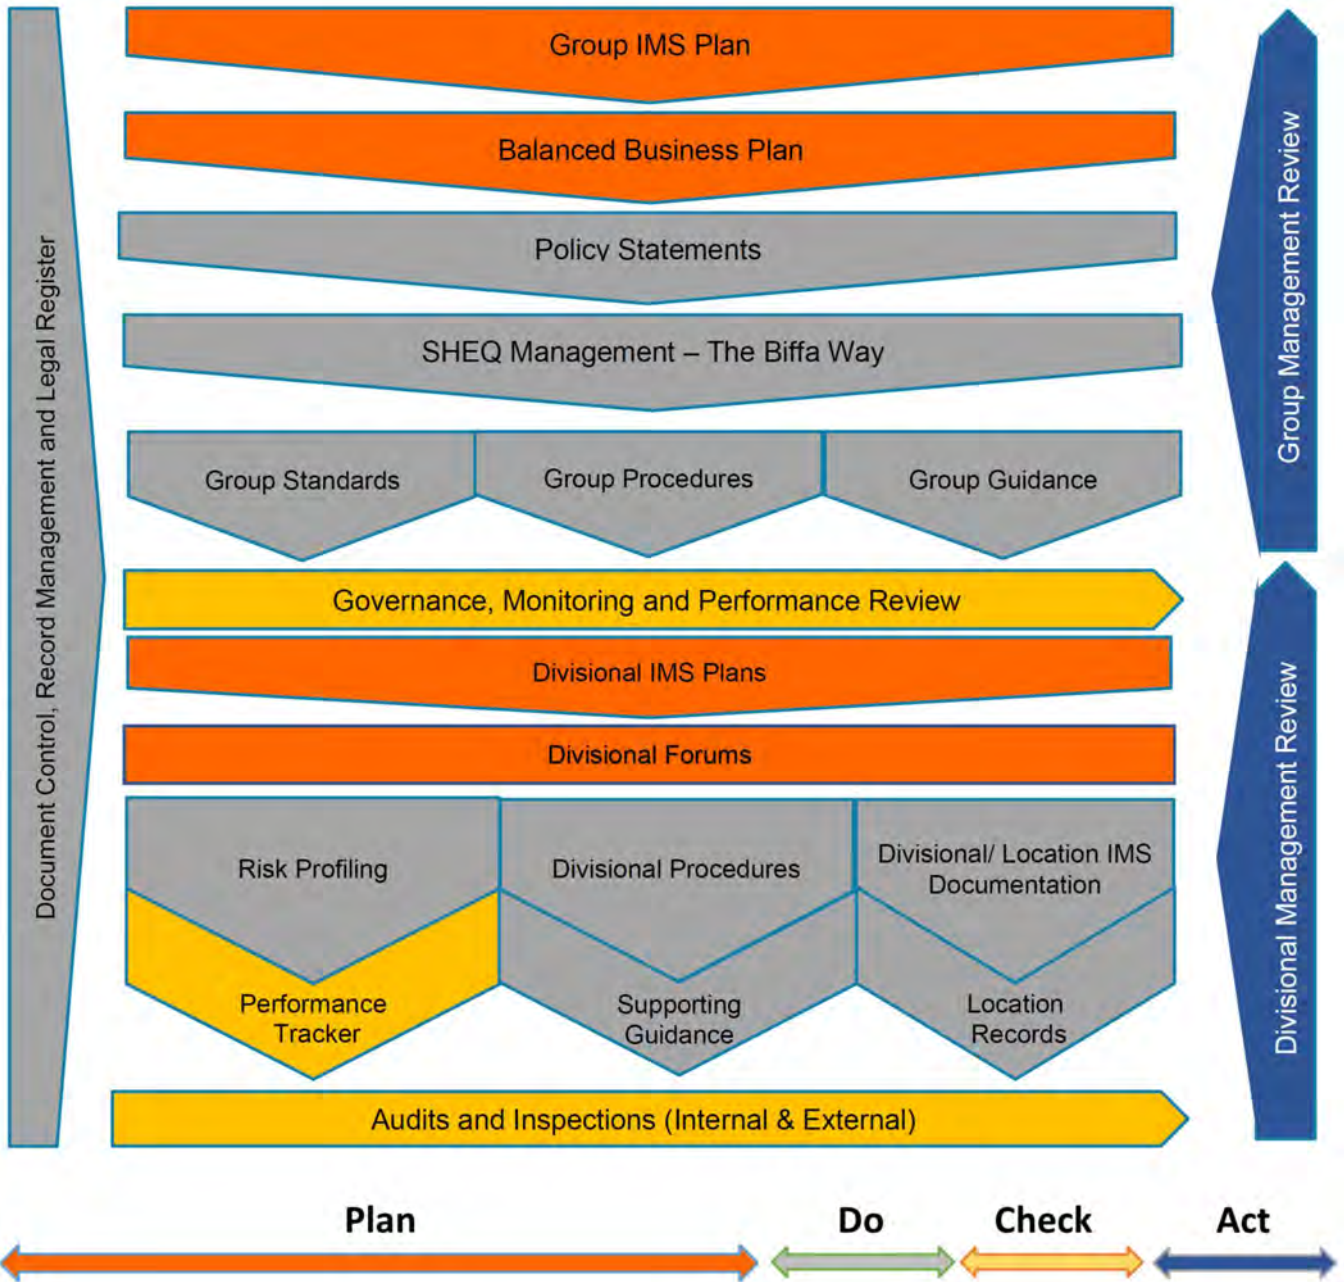 Document Control, Record Management and Legal Register
Group IMS Plan
Balanced Business Plan
Policy Statements
SHEQ Management – The Biffa Way
Group Standards
Group Procedures
Group Guidance
Group Management Review
Governance, Monitoring and Performance Review
Divisional IMS Plans
Divisional Forums
Risk Profiling
Divisional Procedures
Divisional/ Location IMS
Documentation
Performance
Tracker
Supporting
Guidance
Location
Records
Divisional Management Review
Audits and Inspections (Internal & External)
Plan
Do
Check
Act